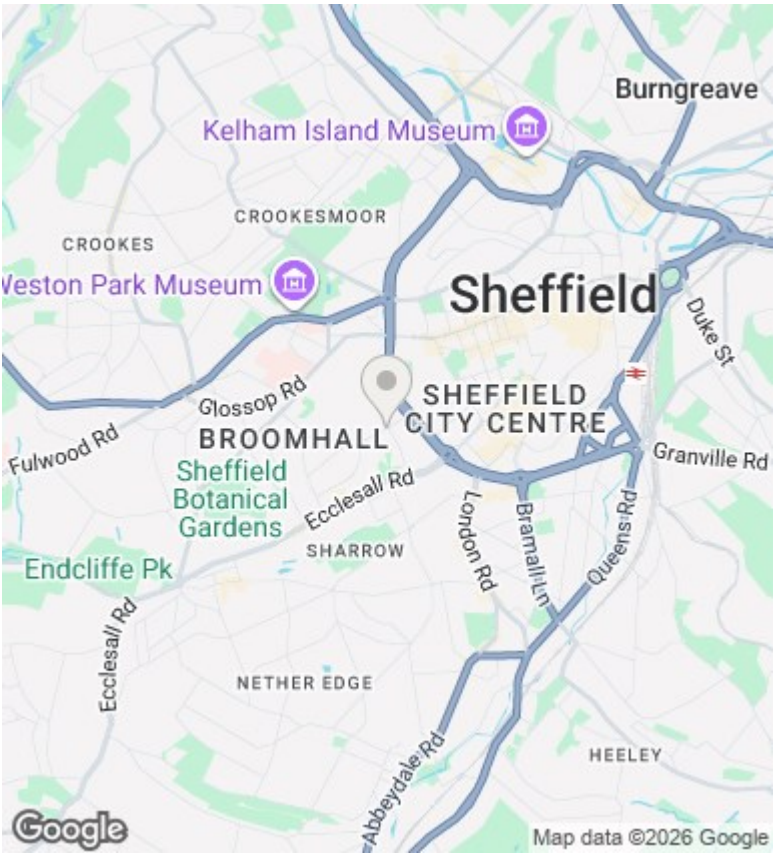 Burngreave
Kelham Island Museum
CROOKESMOOR
CROOKES
Weston Park Museum
Sheffield
Duke St
Glossop Rd
SHEFFIELD
CITY CENTRE
BROOMHALL
Fulwood Rd
Granville Rd
Sheffield
Botanical
Gardens
Ecclesall Rd
London Rd
Bramall Ln
Queens Rd
SHARROW
Endcliffe Pk
Ecclesall Rd
NETHER EDGE
Abbeydale Rd
HEELEY
Google
Map data ©2026 Google